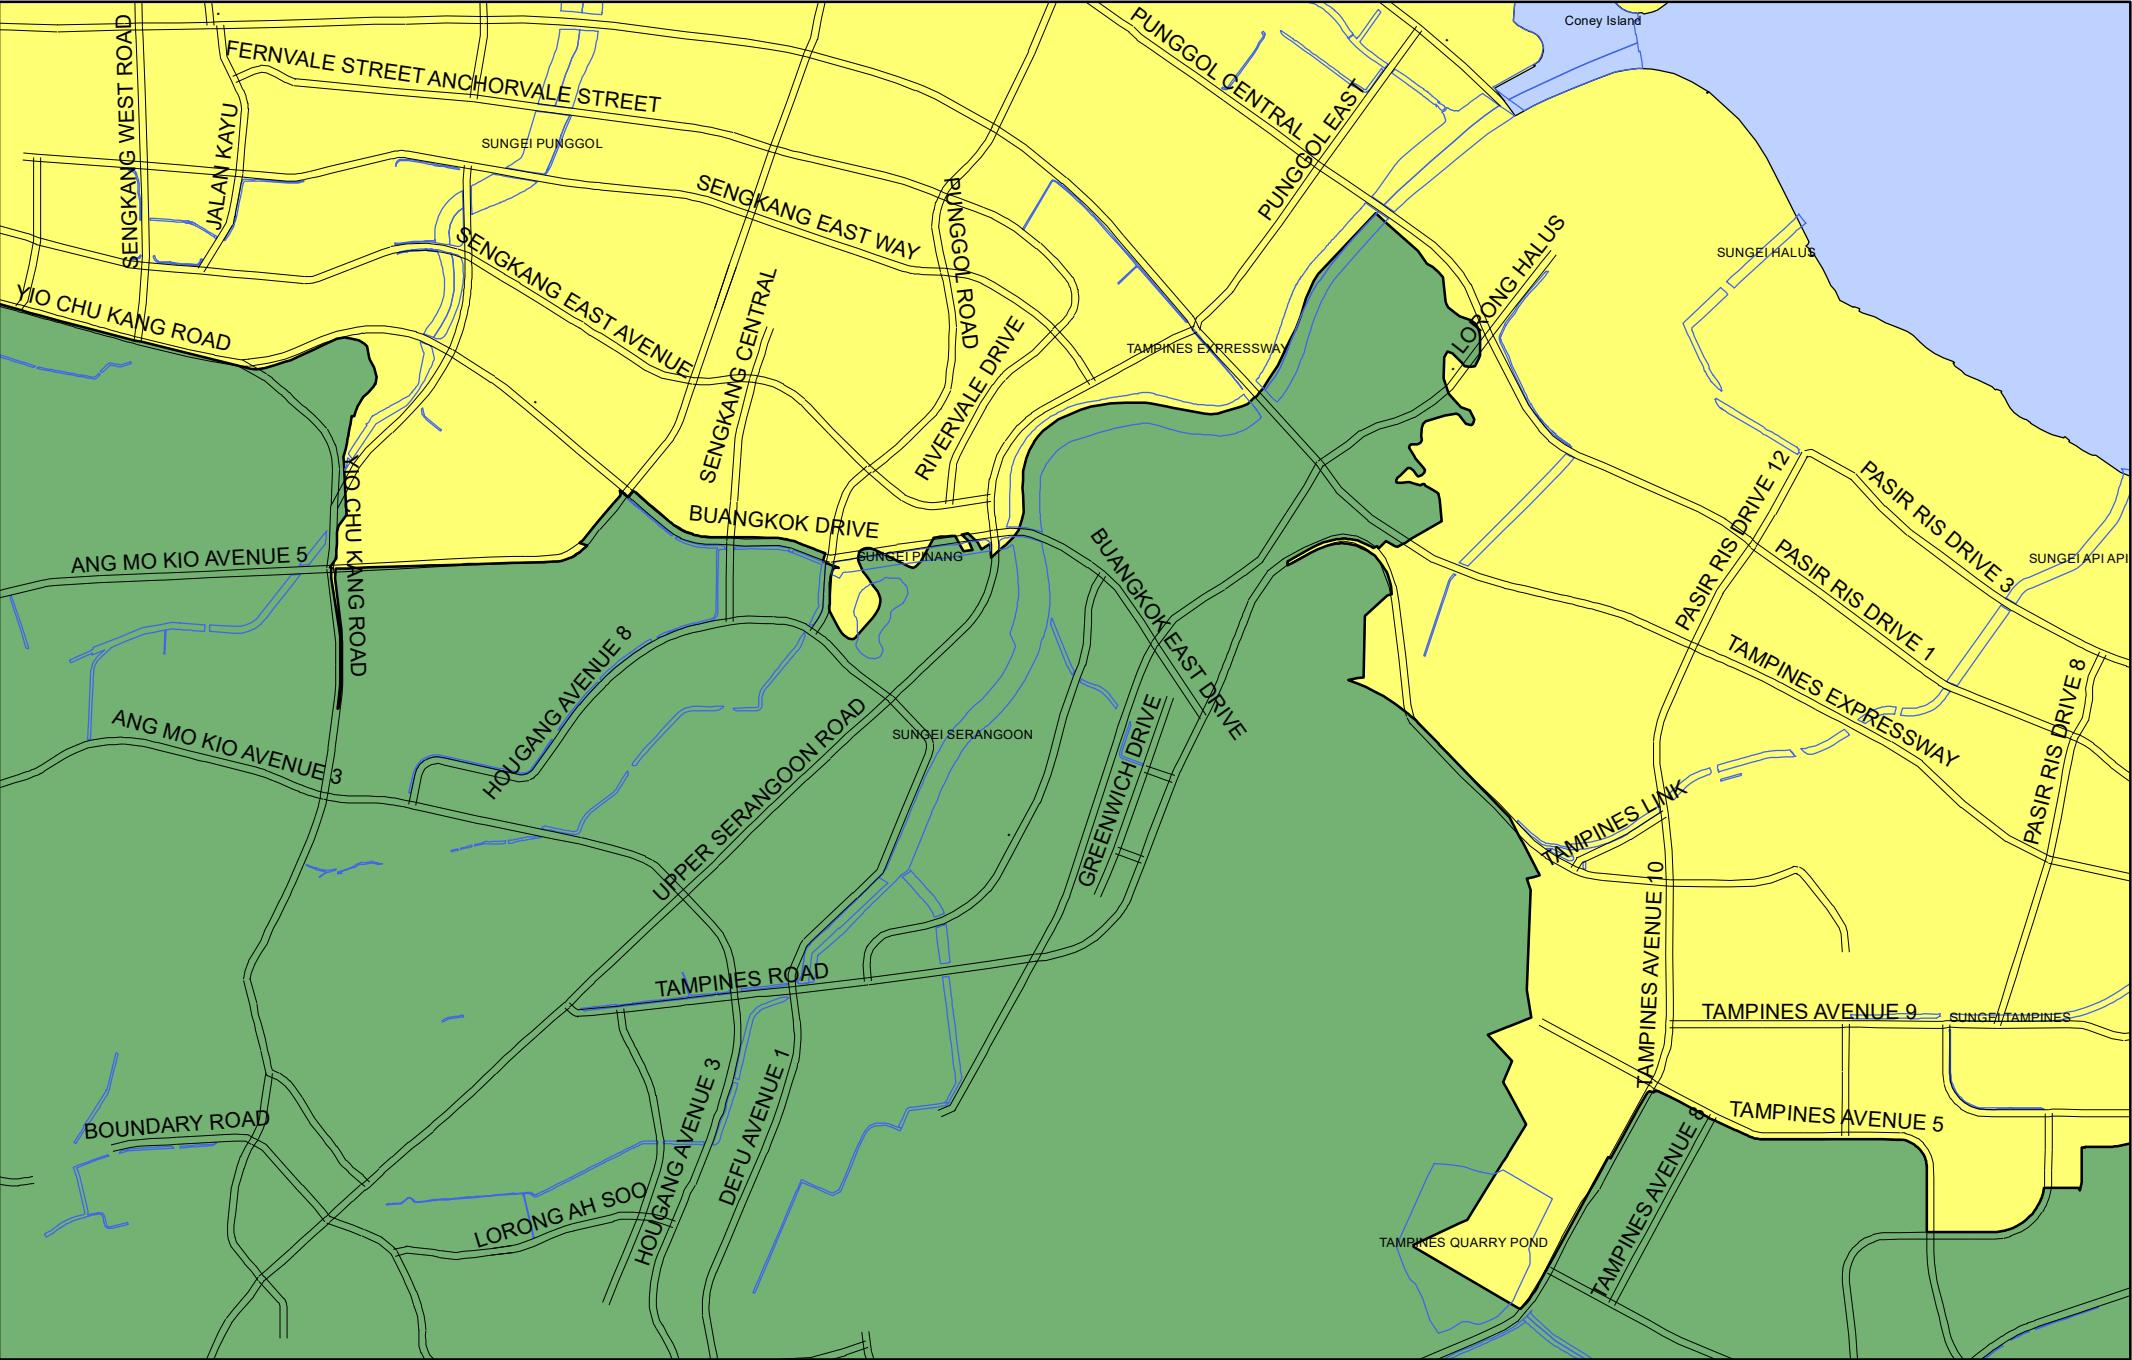 Coney Island
PUNGGOL CENTRAL
SENGKANG WEST ROAD
FERNVALE STREET
ANCHORVALE STREET
JALAN KAYU
PUNGGOL EAST
SUNGEI PUNGGOL
SENGKANG EAST WAY
PUNGGOL ROAD
LORONG HALUS
SUNGEI HALUS
SENGKANG EAST AVENUE
YIO CHU KANG ROAD
SENGKANG CENTRAL
RIVERVALE DRIVE
TAMPINES EXPRESSWAY
PASIR RIS DRIVE 12
PASIR RIS DRIVE 3
YIO CHU KANG ROAD
BUANGKOK DRIVE
ANG MO KIO AVENUE 5
SUNGEI PINANG
BUANGKOK EAST DRIVE
PASIR RIS DRIVE 1
SUNGEI API API
HOUGANG AVENUE 8
TAMPINES EXPRESSWAY
PASIR RIS DRIVE 8
ANG MO KIO AVENUE 3
UPPER SERANGOON ROAD
SUNGEI SERANGOON
GREENWICH DRIVE
TAMPINES LINK
TAMPINES AVENUE 10
TAMPINES ROAD
TAMPINES AVENUE 9
SUNGEI TAMPINES
BOUNDARY ROAD
HOUGANG AVENUE 3
DEFU AVENUE 1
TAMPINES AVENUE 5
TAMPINES AVENUE 8
LORONG AH SOO
TAMPINES QUARRY POND